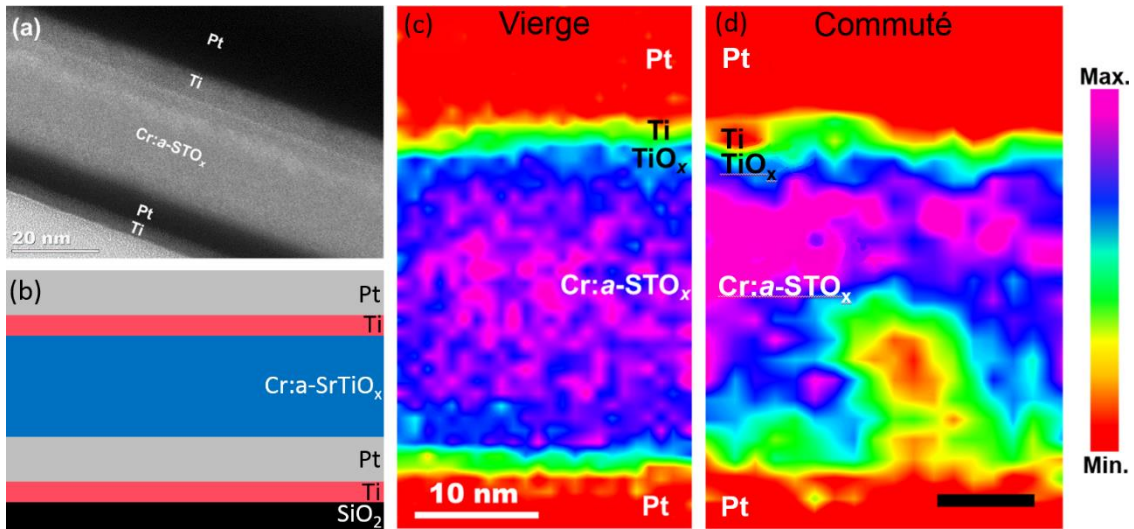 (a)
Pt
Ti
Cr:a-STOx
Pt
Ti
20 nm
(b)
Pt
Ti
Cr:a-SrTiOx
Pt
Ti
SiO2
(c) Vierge
Pt
Ti
TiOx
Cr:a-STOx
10 nm
Pt
(d) Commuté
Pt
Ti
TiOx
Cr:a-STOx
Pt
Max.
Min.